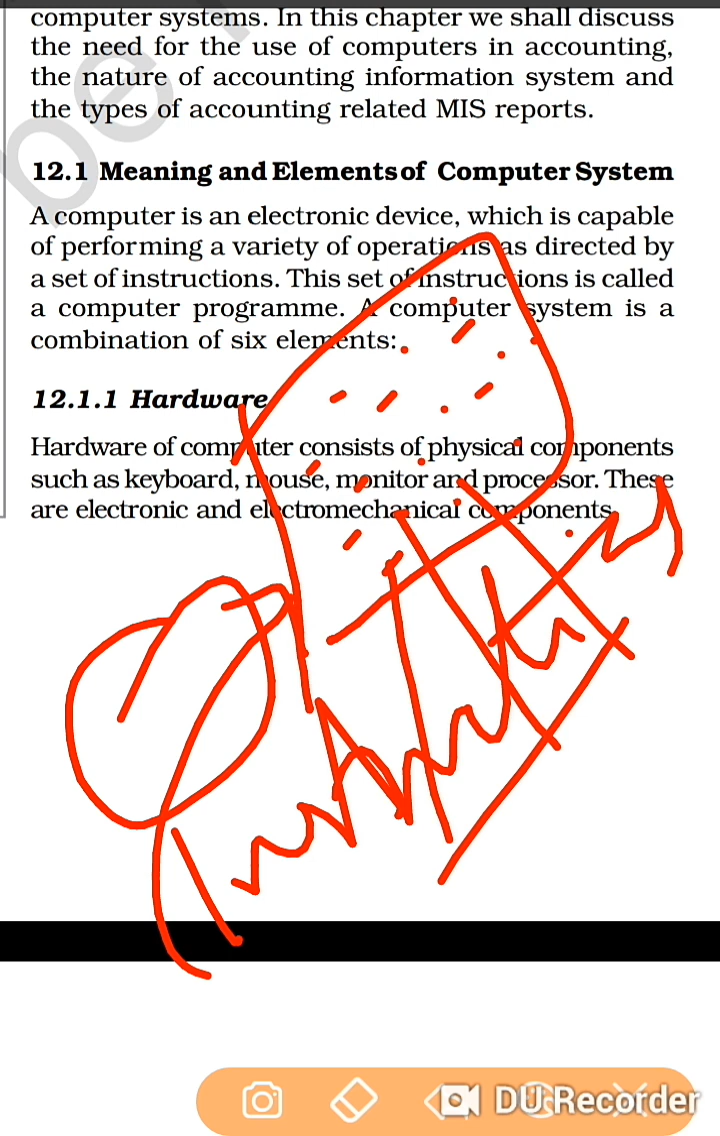 computer systems. In this chapter we shall discuss
the need for the use of computers in accounting,
the nature of accounting information system and
the types of accounting related MIS reports.
12.1 Meaning and Elements of Computer System
A computer is an electronic device, which is capable
of performing a variety of operations as directed by
a set of instructions. This set of instructions is called
a computer programme. A computer system is a
combination of six elements:
12.1.1 Hardware
Hardware of computer consists of physical components
such as keyboard, mouse, monitor and processor. These
are electronic and electromechanical components.
DU Recorder